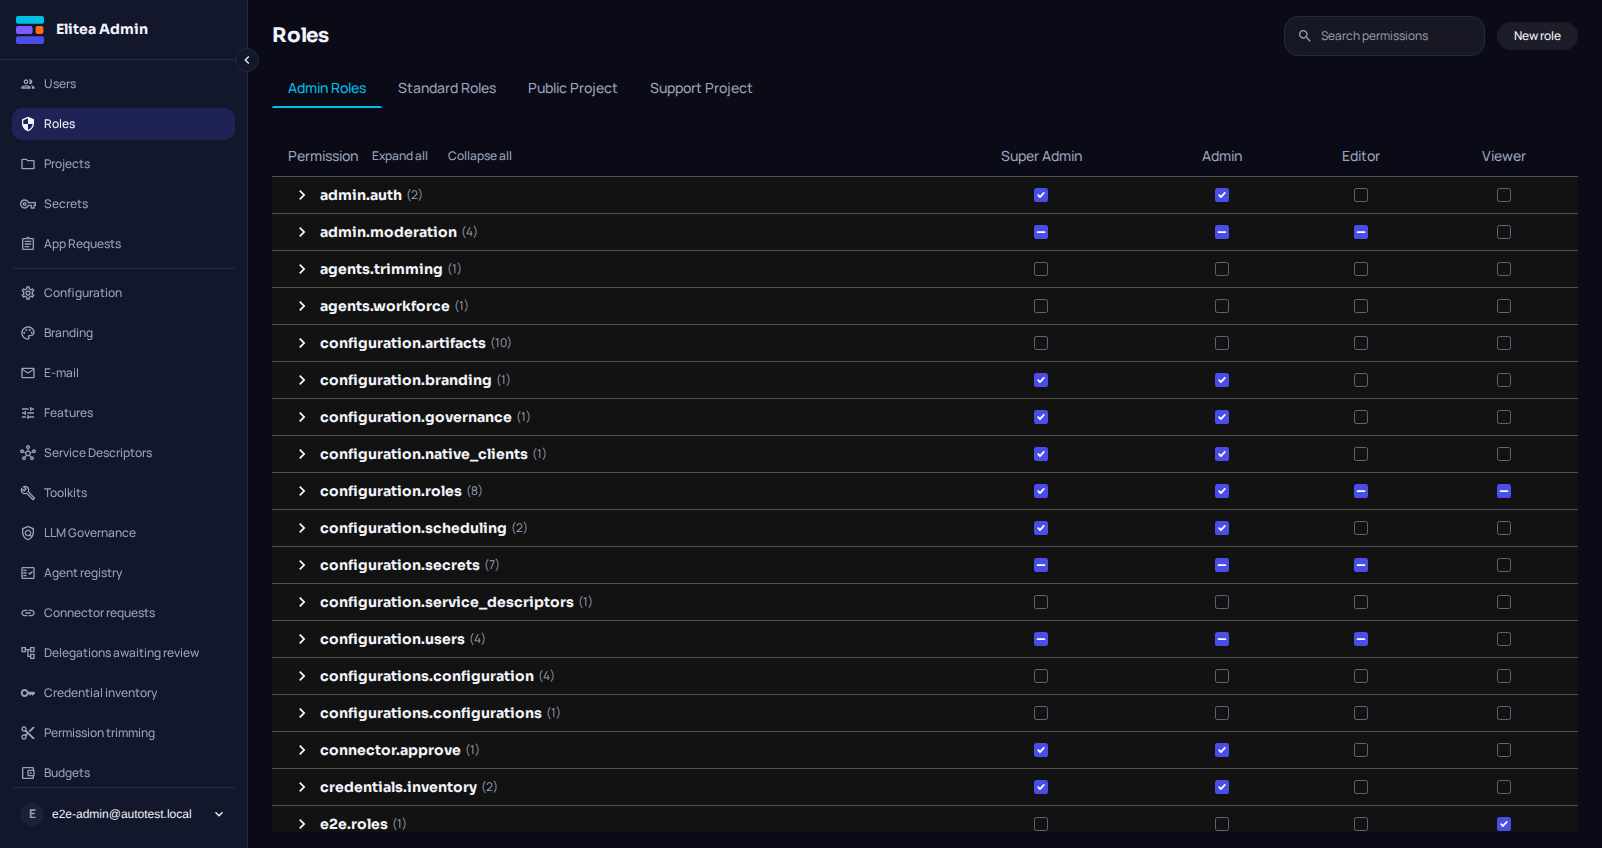 Elitea Admin
Users
Roles
Projects
Secrets
App Requests
Configuration
Branding
E-mail
Features
Service Descriptors
Toolkits
LLM Governance
Agent registry
Connector requests
Delegations awaiting review
Credential inventory
Permission trimming
Budgets
E e2e-admin@autotest.local
Roles
Search permissions
New role
Admin Roles Standard Roles Public Project Support Project
Permission Expand all Collapse all Super Admin Admin Editor Viewer
admin.auth (2)
admin.moderation (4)
agents.trimming (1)
agents.workforce (1)
configuration.artifacts (10)
configuration.branding (1)
configuration.governance (1)
configuration.native_clients (1)
configuration.roles (8)
configuration.scheduling (2)
configuration.secrets (7)
configuration.service_descriptors (1)
configuration.users (4)
configurations.configuration (4)
configurations.configurations (1)
connector.approve (1)
credentials.inventory (2)
e2e.roles (1)